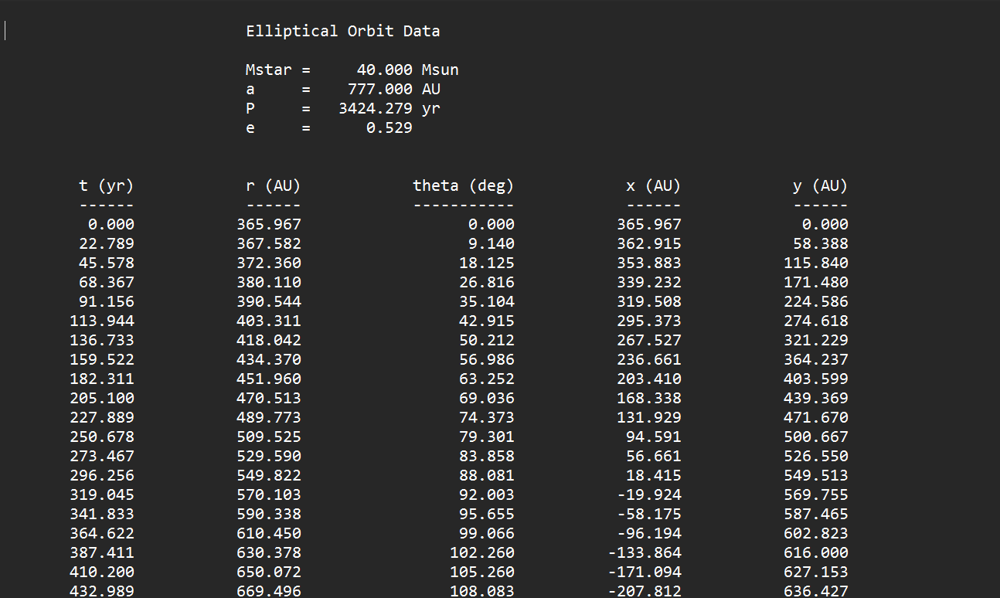 Elliptical Orbit Data
Mstar = 40.000 Msun
a = 777.000 AU
P = 3424.279 yr
e = 0.529
t (yr) r (AU) theta (deg) x (AU) y (AU)
------ ------ ----------- ------ ------
0.000 365.967 0.000 365.967 0.000
22.789 367.582 9.140 362.915 58.388
45.578 372.360 18.125 353.883 115.840
68.367 380.110 26.816 339.232 171.480
91.156 390.544 35.104 319.508 224.586
113.944 403.311 42.915 295.373 274.618
136.733 418.042 50.212 267.527 321.229
159.522 434.370 56.986 236.661 364.237
182.311 451.960 63.252 203.410 403.599
205.100 470.513 69.036 168.338 439.369
227.889 489.773 74.373 131.929 471.670
250.678 509.525 79.301 94.591 500.667
273.467 529.590 83.858 56.661 526.550
296.256 549.822 88.081 18.415 549.513
319.045 570.103 92.003 -19.924 569.755
341.833 590.338 95.655 -58.175 587.465
364.622 610.450 99.066 -96.194 602.823
387.411 630.378 102.260 -133.864 616.000
410.200 650.072 105.260 -171.094 627.153
432.989 669.496 108.083 -207.812 636.427